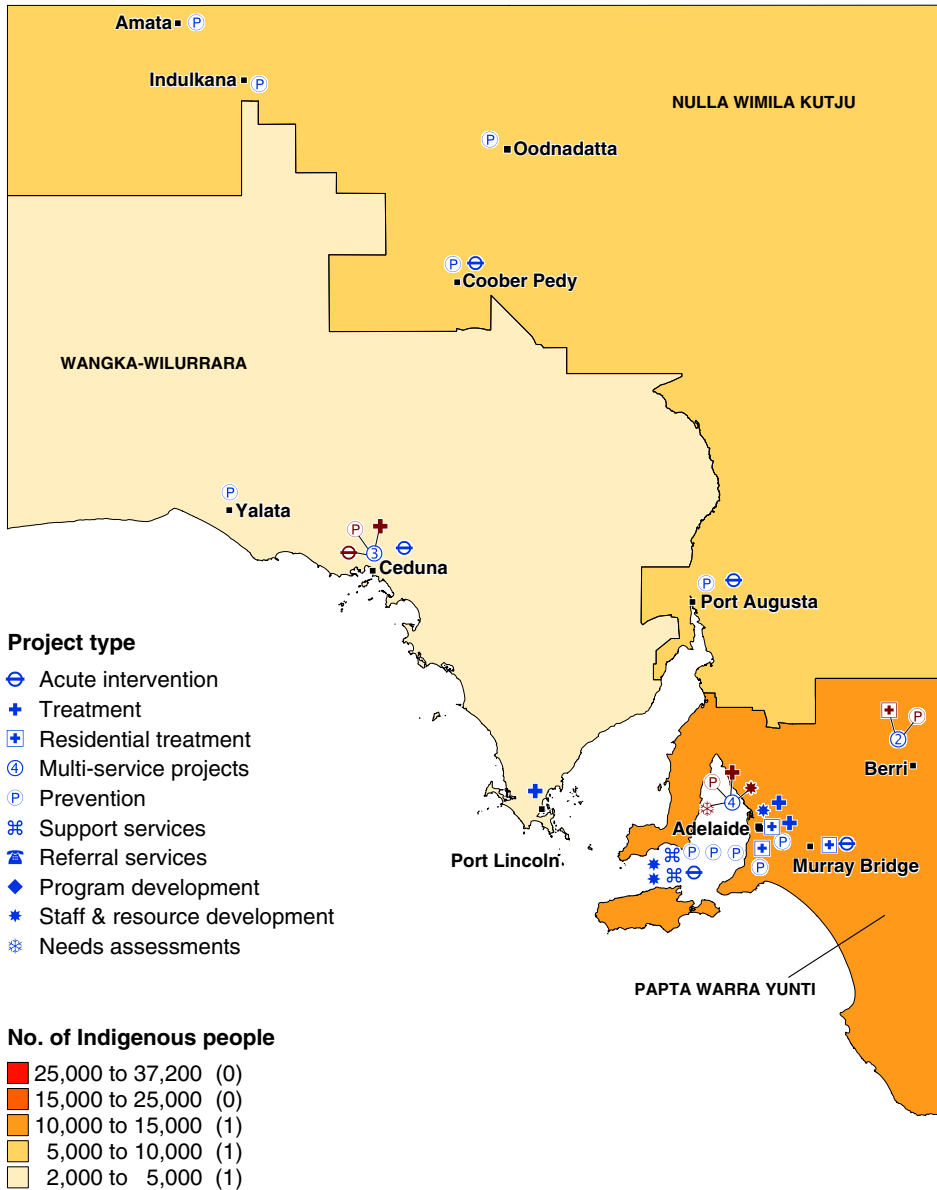 Amata
P
Indulkana
P
NULLA WIMILA KUTJU
P
Oodnadatta
P
Coober Pedy
WANGKA-WILURRARA
P
Yalata
P
3
Ceduna
P
Port Augusta
Project type
Acute intervention
Treatment
Residential treatment
4 Multi-service projects
P Prevention
Support services
Referral services
Program development
Staff & resource development
Needs assessments
P
2
Berri
P
4
Adelaide
P
P P P
P
Murray Bridge
Port Lincoln
PAPTA WARRA YUNTI
No. of Indigenous people
25,000 to 37,200 (0)
15,000 to 25,000 (0)
10,000 to 15,000 (1)
5,000 to 10,000 (1)
2,000 to 5,000 (1)